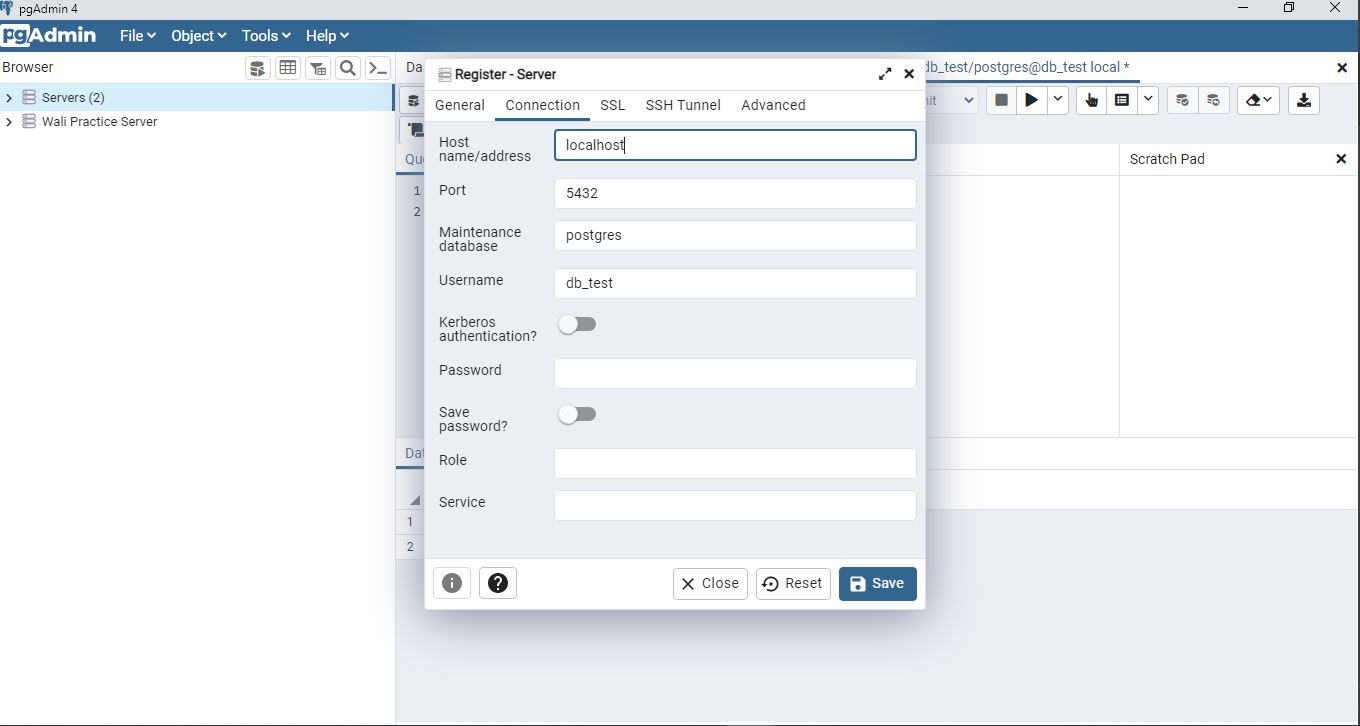 pgAdmin 4
pgAdmin File Object Tools Help
Browser
Servers (2)
Wali Practice Server
Da
db_test/postgres@db_test local *
Scratch Pad
1
2
1
2
Register - Server
General Connection SSL SSH Tunnel Advanced
Host
name/address
localhost
Port
5432
Maintenance
database
postgres
Username
db_test
Kerberos
authentication?
Password
Save
password?
Role
Service
Close Reset Save